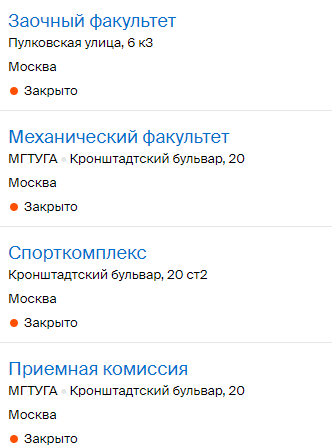 Заочный факультет
Пулковская улица, 6 к3
Москва
Закрыто
Механический факультет
МГТУГА • Кронштадтский бульвар, 20
Москва
Закрыто
Спорткомплекс
Кронштадтский бульвар, 20 ст2
Москва
Закрыто
Приемная комиссия
МГТУГА • Кронштадтский бульвар, 20
Москва
Закрыто